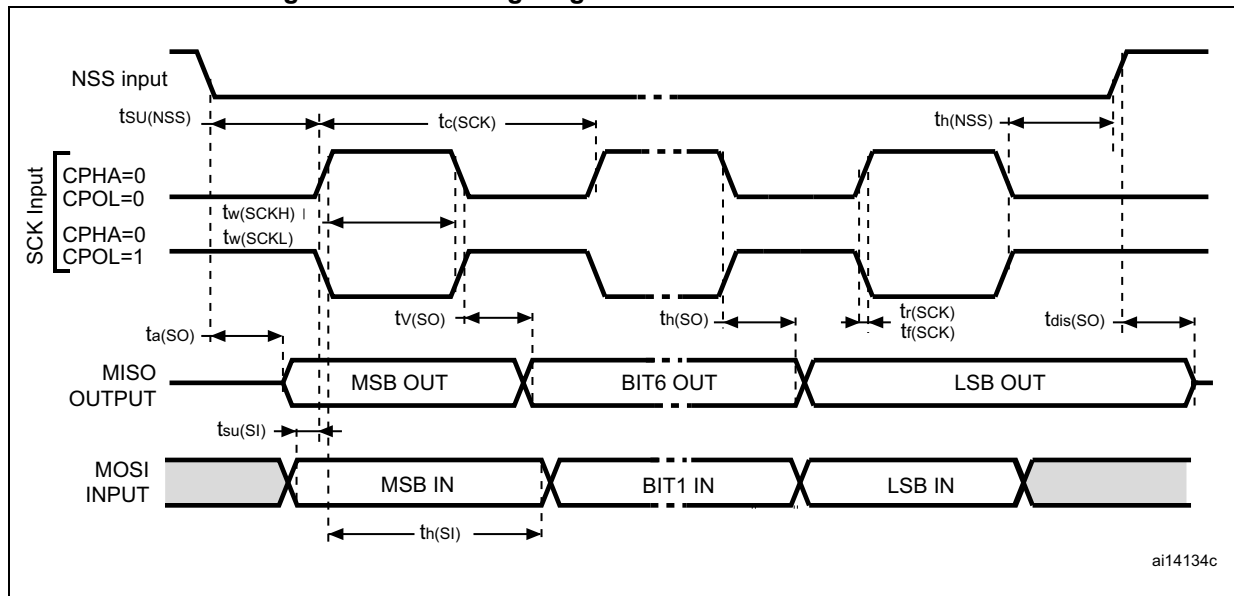 NSS input
tSU(NSS)
tc(SCK)
th(NSS)
SCK Input
CPHA=0
CPOL=0
tw(SCKH)
CPHA=0
CPOL=1
tw(SCKL)
tV(SO)
th(SO)
tr(SCK)
tf(SCK)
ta(SO)
tdis(SO)
MISO
OUTPUT
MSB OUT
BIT6 OUT
LSB OUT
tsu(SI)
MOSI
INPUT
MSB IN
BIT1 IN
LSB IN
th(SI)
ai14134c